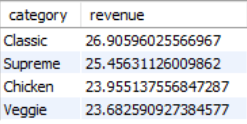 category revenue
Classic 26.90596025566967
Supreme 25.45631126009862
Chicken 23.955137556847287
Veggie 23.682590927384577